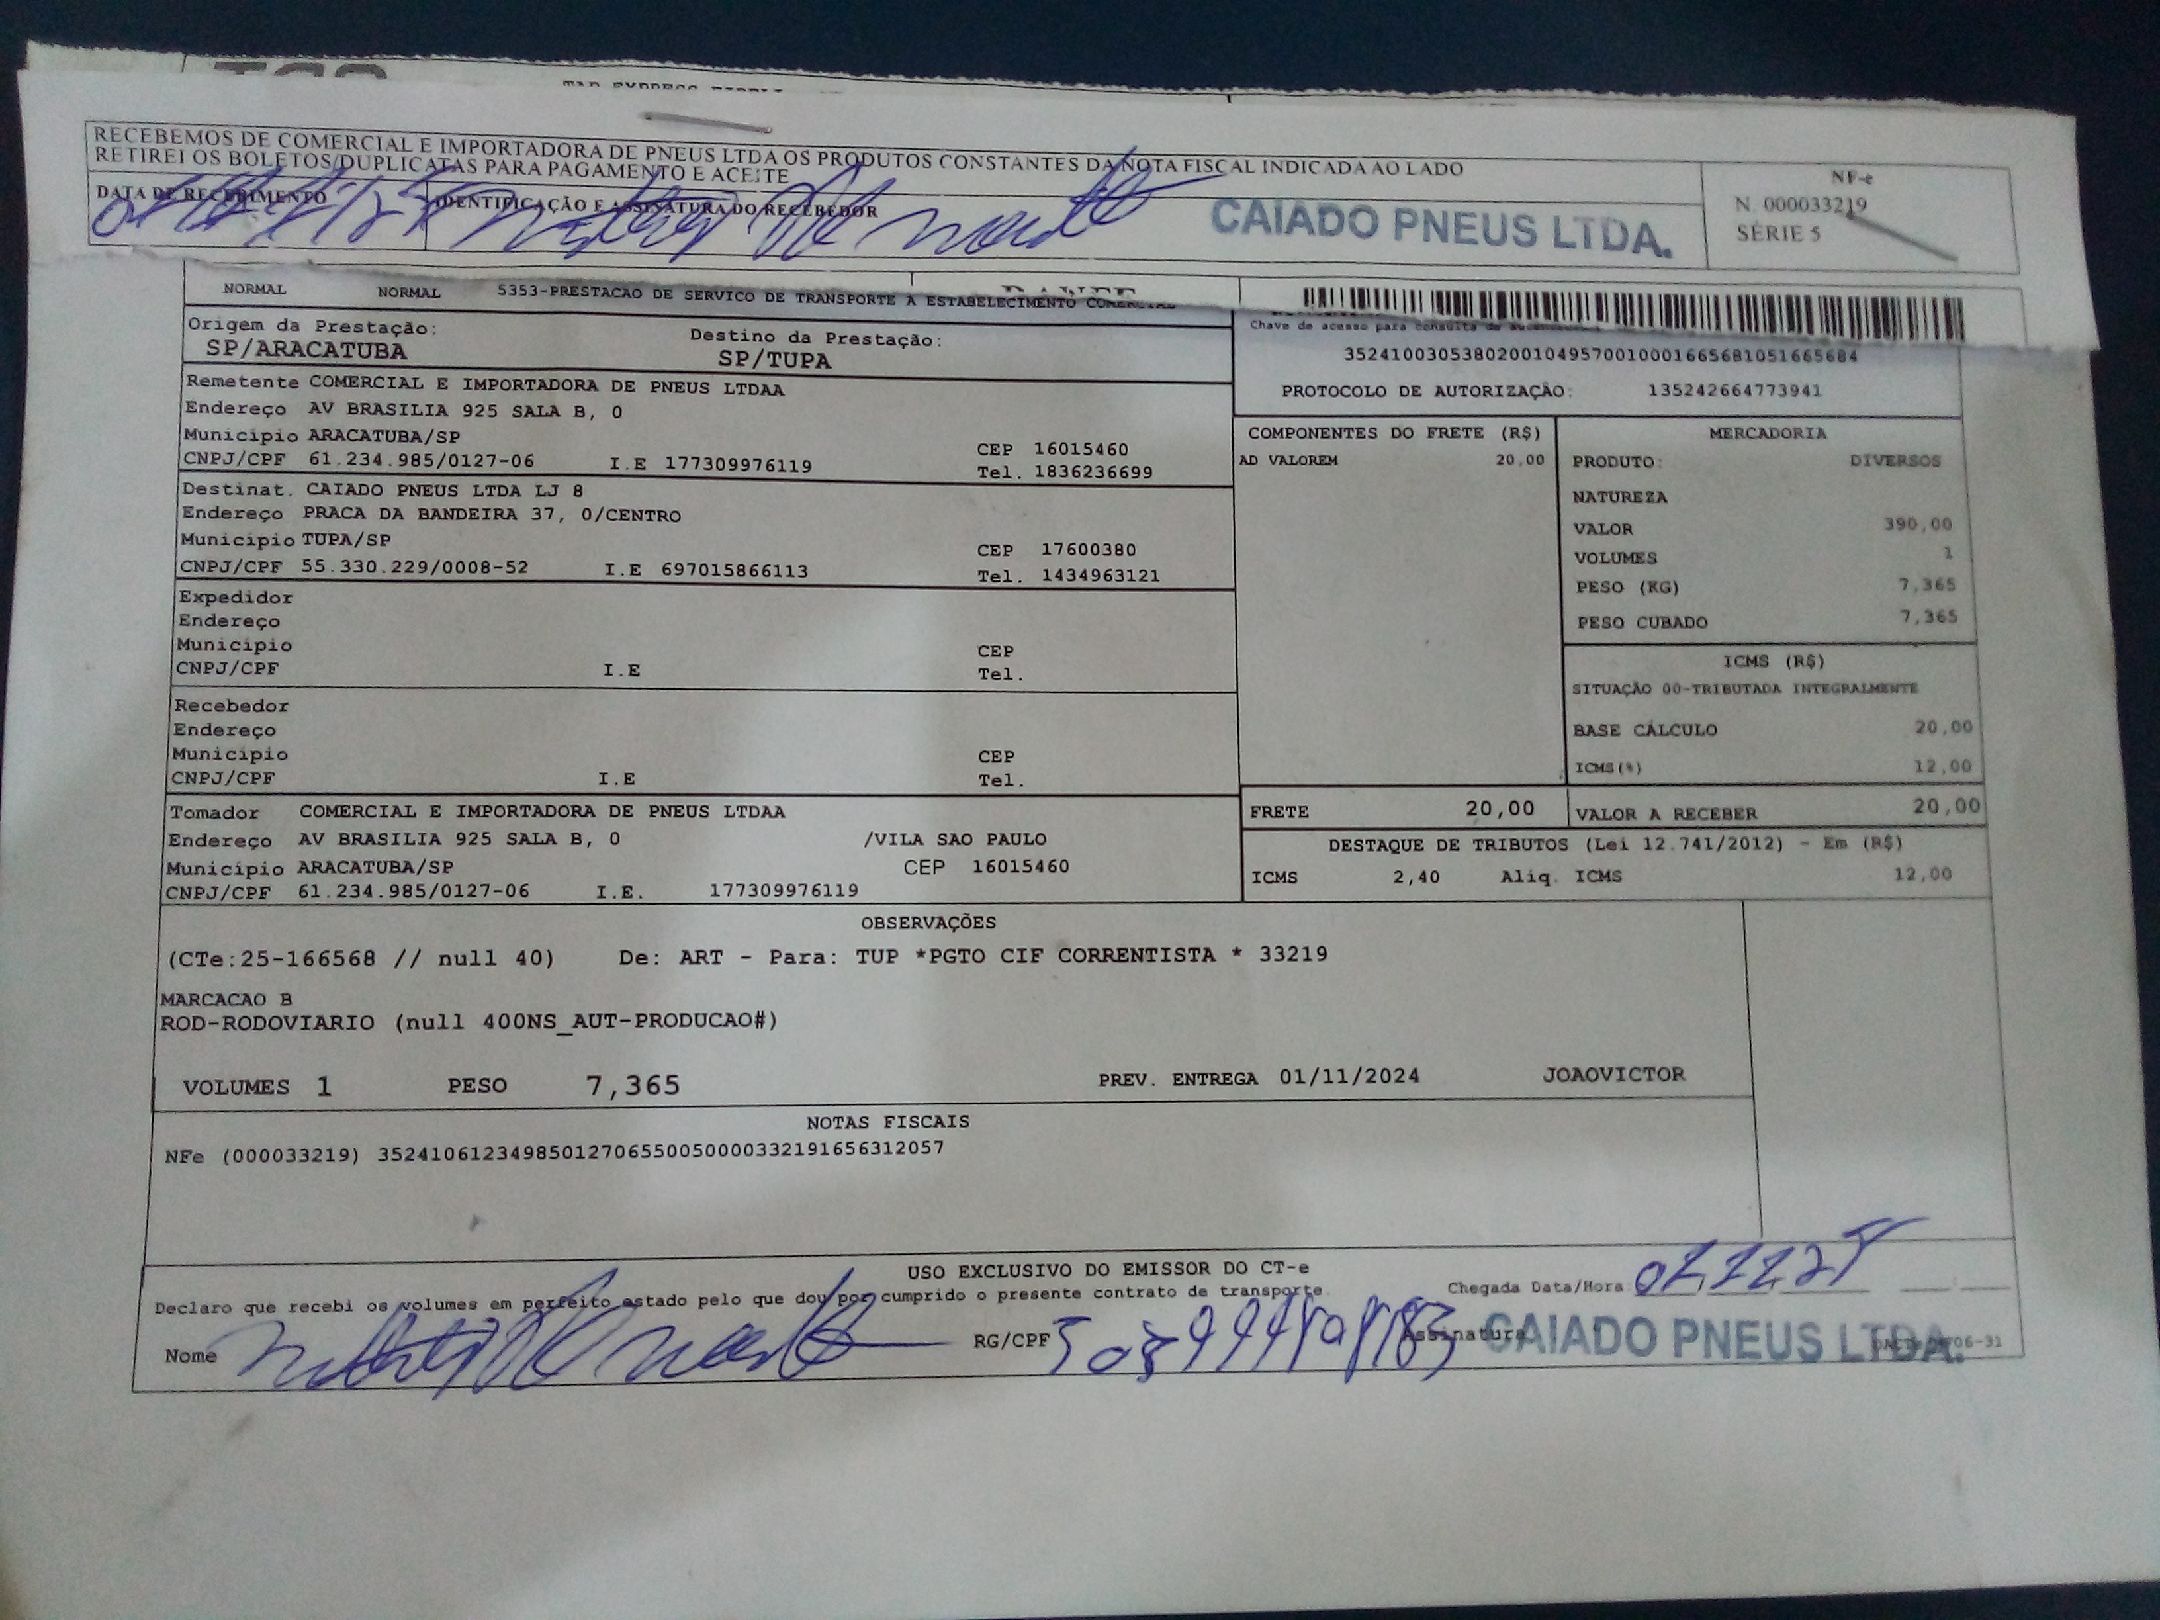 RECEBEMOS DE COMERCIAL E IMPORTADORA DE PNEUS LTDA OS PRODUTOS CONSTANTES DA NOTA FISCAL INDICADA AO LADO
RETIREI OS BOLETOS/DUPLICATAS PARA PAGAMENTO E ACEITE
DATA DE RECEBIMENTO
IDENTIFICAÇÃO E ASSINATURA DO RECEBEDOR
CAIADO PNEUS LTDA.
NF-e
N. 000033219
SÉRIE 5
NORMAL NORMAL 5353-PRESTACAO DE SERVICO DE TRANSPORTE A ESTABELECIMENTO COMERCIAL
Chave de acesso para consulta de
35241003053802001049570010001665681051665684
PROTOCOLO DE AUTORIZAÇÃO: 135242664773941
Origem da Prestação: Destino da Prestação:
SP/ARACATUBA SP/TUPA
Remetente COMERCIAL E IMPORTADORA DE PNEUS LTDAA
Endereço AV BRASILIA 925 SALA B, 0
Município ARACATUBA/SP CEP 16015460
CNPJ/CPF 61.234.985/0127-06 I.E 177309976119 Tel. 1836236699
Destinat. CAIADO PNEUS LTDA LJ 8
Endereço PRACA DA BANDEIRA 37, 0/CENTRO
Município TUPA/SP CEP 17600380
CNPJ/CPF 55.330.229/0008-52 I.E 697015866113 Tel. 1434963121
Expedidor
Endereço
Município CEP
CNPJ/CPF I.E Tel.
Recebedor
Endereço
Município CEP
CNPJ/CPF I.E Tel.
Tomador COMERCIAL E IMPORTADORA DE PNEUS LTDAA
Endereço AV BRASILIA 925 SALA B, 0 /VILA SAO PAULO
Município ARACATUBA/SP CEP 16015460
CNPJ/CPF 61.234.985/0127-06 I.E. 177309976119
COMPONENTES DO FRETE (R$)
AD VALOREM 20,00
MERCADORIA
PRODUTO: DIVERSOS
NATUREZA
VALOR 390,00
VOLUMES 1
PESO (KG) 7,365
PESO CUBADO 7,365
ICMS (R$)
SITUAÇÃO 00-TRIBUTADA INTEGRALMENTE
BASE CÁLCULO 20,00
ICMS(%) 12,00
FRETE 20,00 VALOR A RECEBER 20,00
DESTAQUE DE TRIBUTOS (Lei 12.741/2012) - Em (R$)
ICMS 2,40 Aliq. ICMS 12,00
OBSERVAÇÕES
(CTe:25-166568 // null 40) De: ART - Para: TUP *PGTO CIF CORRENTISTA * 33219
MARCACAO B
ROD-RODOVIARIO (null 400NS_AUT-PRODUCAO#)
VOLUMES 1 PESO 7,365 PREV. ENTREGA 01/11/2024 JOAOVICTOR
NOTAS FISCAIS
NFe (000033219) 35241061234985012706550050000332191656312057
USO EXCLUSIVO DO EMISSOR DO CT-e
Declaro que recebi os volumes em perfeito estado pelo que dou por cumprido o presente contrato de transporte.
Chegada Data/Hora
Nome RG/CPF Assinatura
CAIADO PNEUS LTDA.